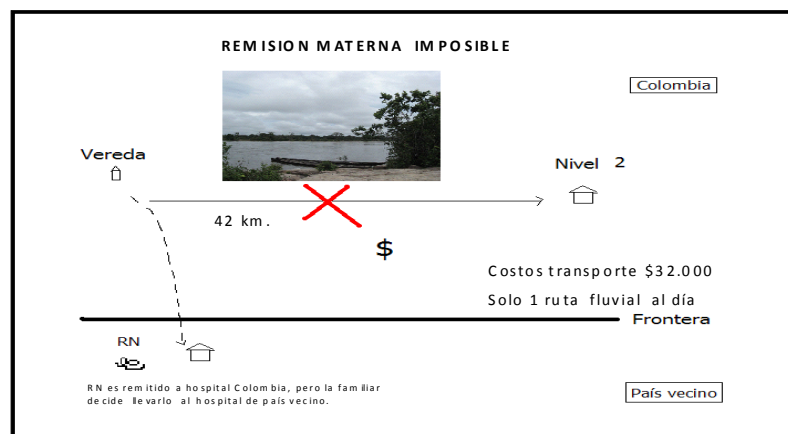 REMISION MATERNA IMPOSIBLE
Colombia
Vereda
Nivel 2
42 km.
$
Costos transporte $32.000
Solo 1 ruta fluvial al día
Frontera
RN
RN es remitido a hospital Colombia, pero la familiar
decide llevarlo al hospital de país vecino.
País vecino